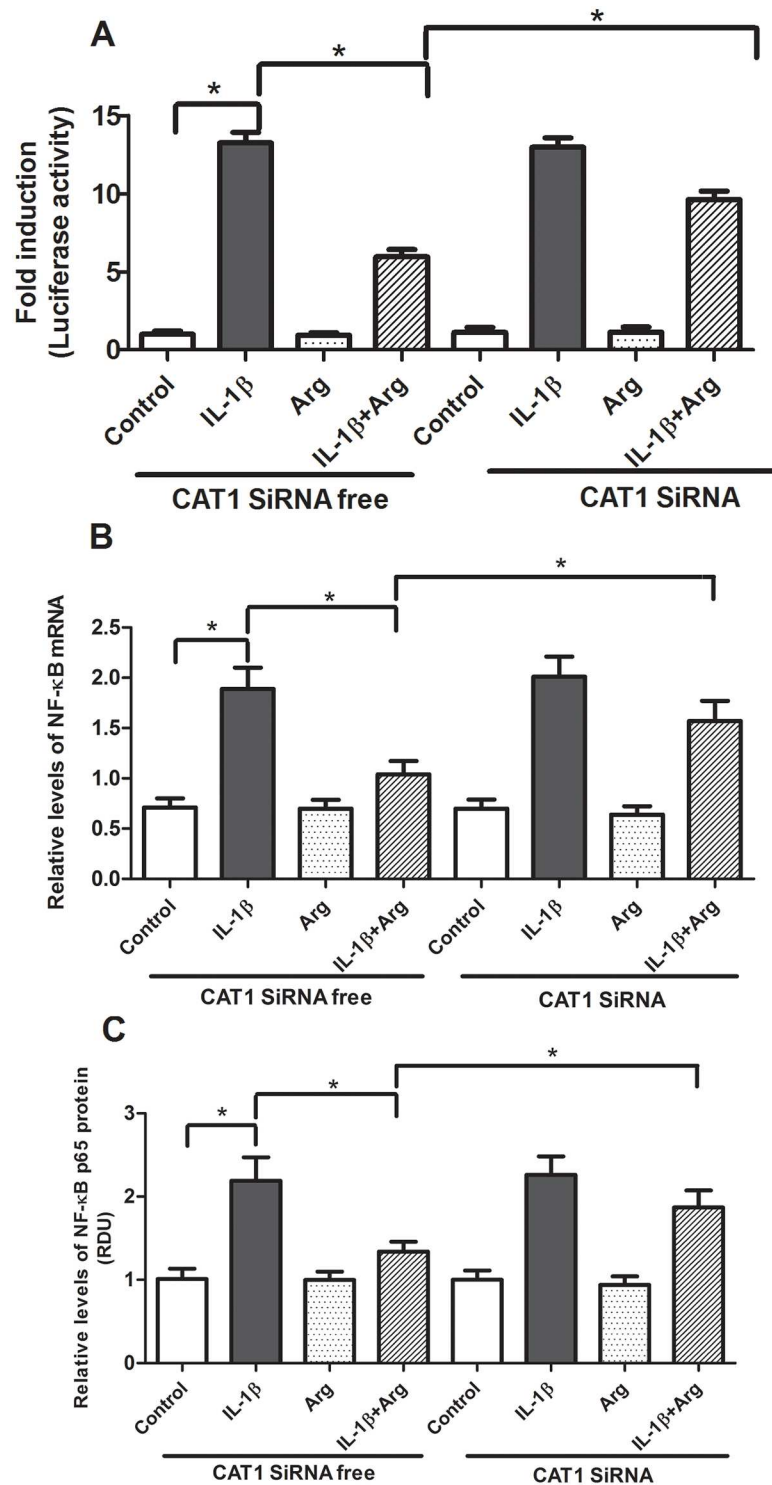 A
*
*
*
Fold induction
(Luciferase activity)
15
10
5
0
Control
IL-1β
Arg
IL-1β+Arg
Control
IL-1β
Arg
IL-1β+Arg
CAT1 SiRNA free
CAT1 SiRNA
B
*
*
*
Relative levels of NF-κB mRNA
2.5
2.0
1.5
1.0
0.5
0.0
Control
IL-1β
Arg
IL-1β+Arg
Control
IL-1β
Arg
IL-1β+Arg
CAT1 SiRNA free
CAT1 SiRNA
C
*
*
*
Relative levels of NF-κB p65 protein
(RDU)
3
2
1
0
Control
IL-1β
Arg
IL-1β+Arg
Control
IL-1β
Arg
IL-1β+Arg
CAT1 SiRNA free
CAT1 SiRNA